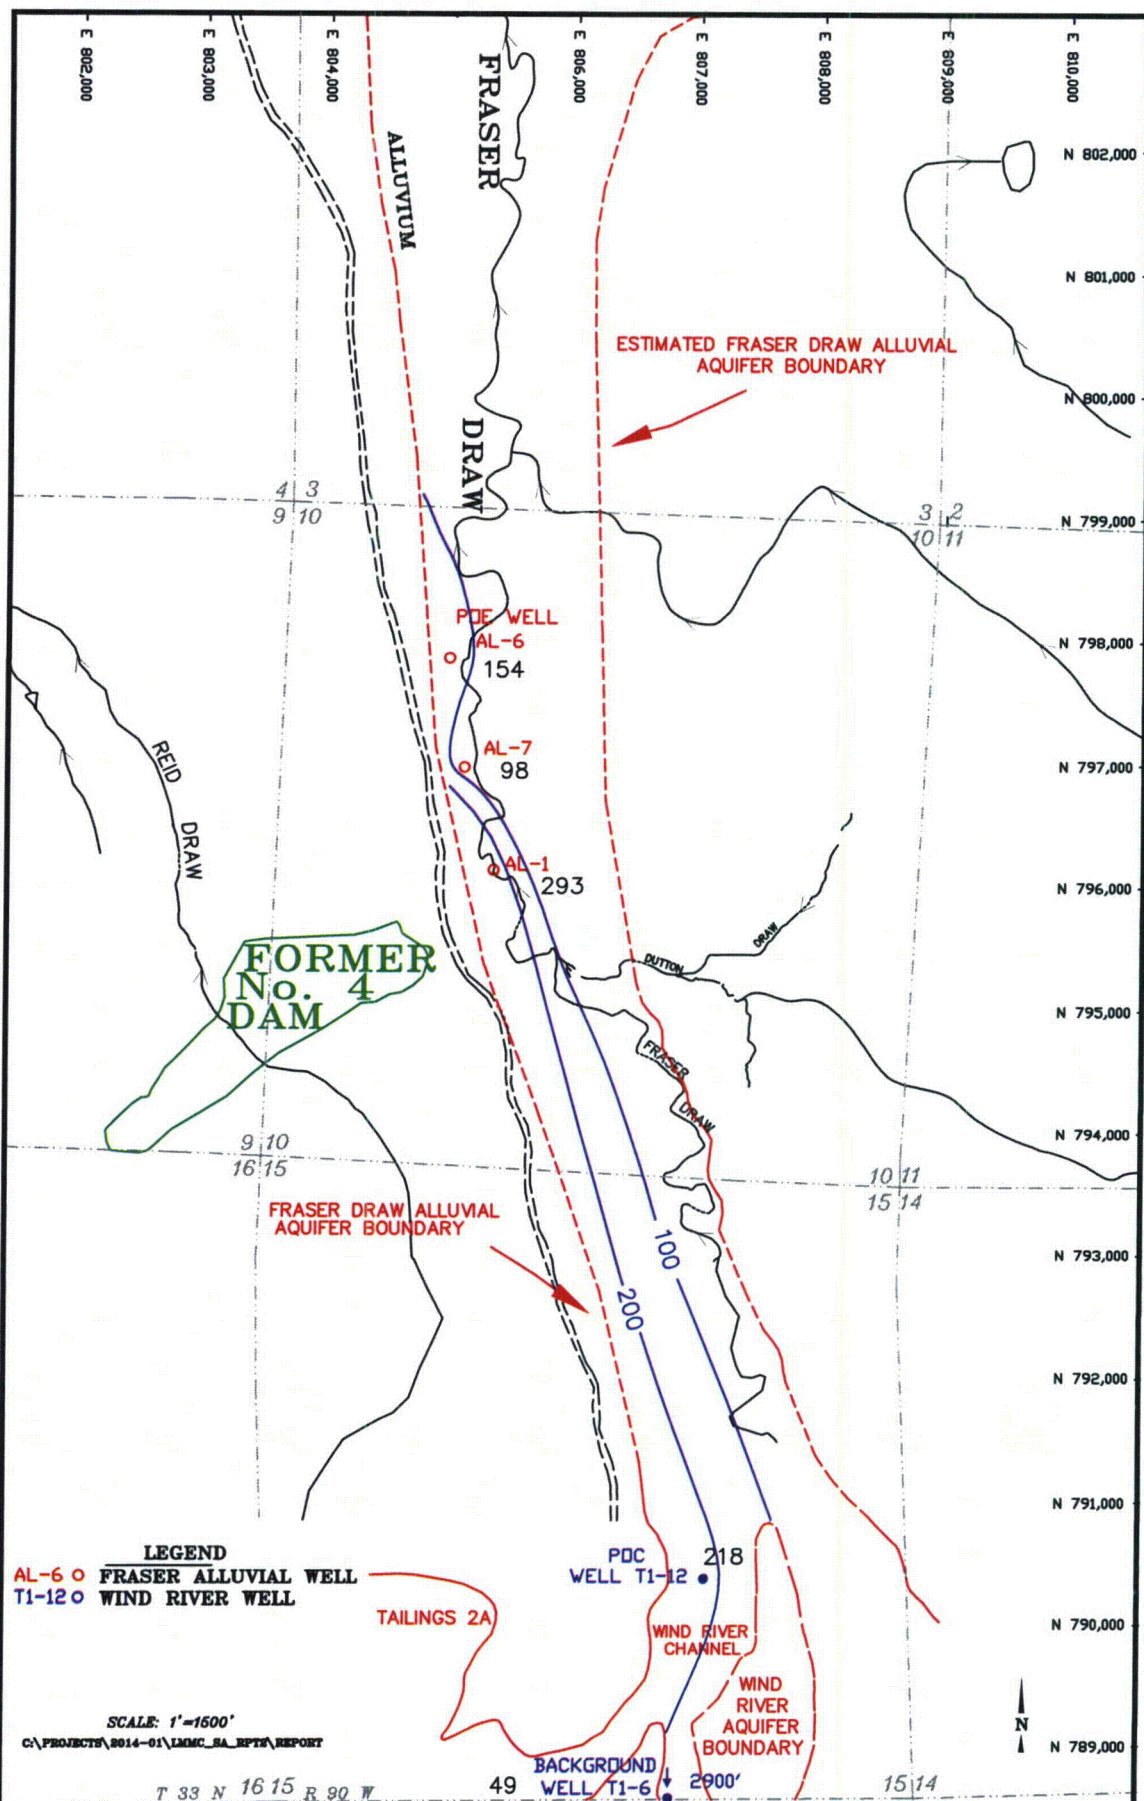 E 802,000
E 803,000
E 804,000
E 806,000
E 807,000
E 808,000
E 809,000
E 810,000
FRASER
ALLUVIUM
N 802,000
N 801,000
ESTIMATED FRASER DRAW ALLUVIAL
AQUIFER BOUNDARY
N 800,000
DRAW
4 3
9 10
3 2
10 11
N 799,000
POE WELL
AL-6
154
N 798,000
REID
DRAW
AL-7
98
N 797,000
AL-1
293
N 796,000
DUTTON
DRAW
FORMER
No. 4
DAM
N 795,000
FRASER
DRAW
N 794,000
9 10
16 15
10 11
15 14
FRASER DRAW ALLUVIAL
AQUIFER BOUNDARY
100
200
N 793,000
N 792,000
N 791,000
LEGEND
AL-6 FRASER ALLUVIAL WELL
T1-12 WIND RIVER WELL
POC
WELL T1-12
218
TAILINGS 2A
WIND RIVER
CHANNEL
N 790,000
WIND
RIVER
AQUIFER
BOUNDARY
N
SCALE: 1'=1600'
C:\PROJECTS\2014-01\LMMC_SA_RPTS\REPORT
N 789,000
BACKGROUND
WELL T1-6
2900'
49
T 33 N 16 15 R 90 W
15 14